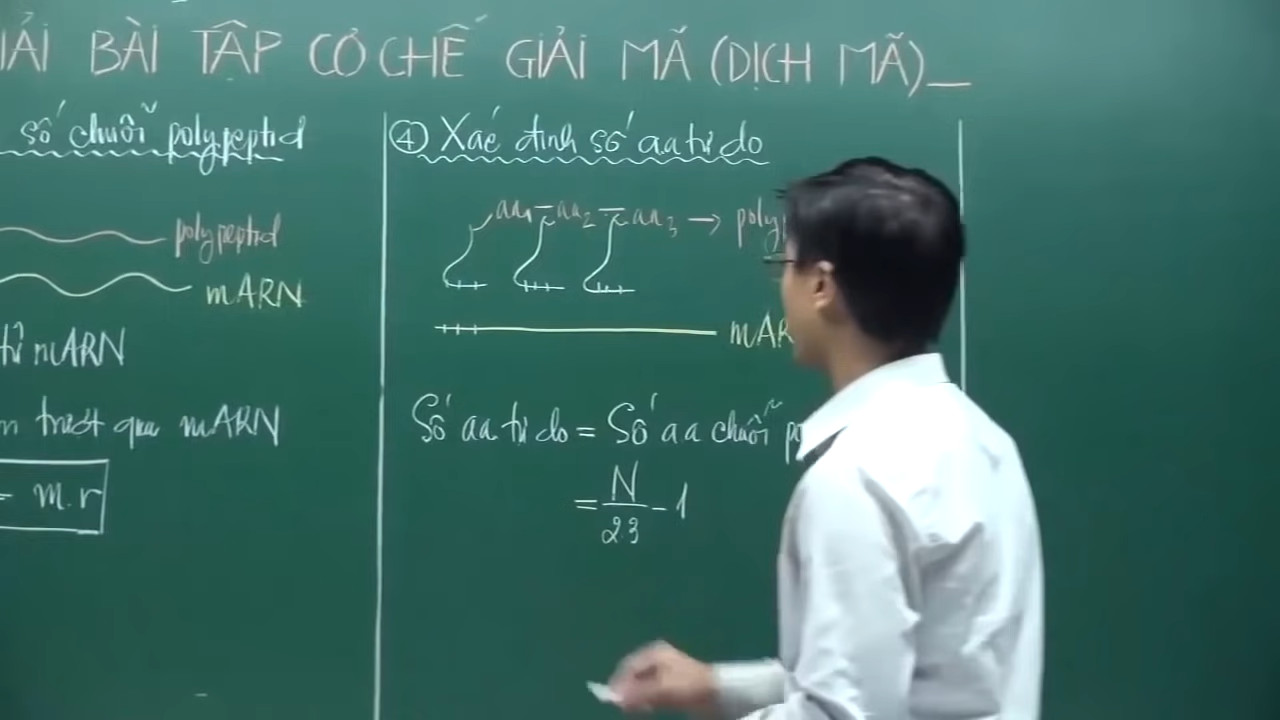 GIẢI BÀI TẬP CƠ CHẾ GIẢI MÃ (DỊCH MÃ)
số chuỗi polypeptid
polypeptid
mARN
tử mARN
trượt qua mARN
= m.r
④ Xác định số aa tự do
aa₁ - aa₂ - aa₃ → poly
mAR
Số aa tự do = Số aa chuỗi po
= N/2.3 - 1